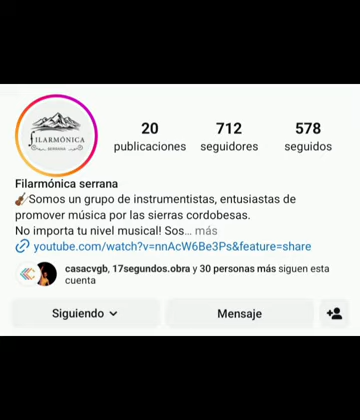 FILARMÓNICA
SERRANA
20
publicaciones
712
seguidores
578
seguidos
Filarmónica serrana
🎻Somos un grupo de instrumentistas, entusiastas de
promover música por las sierras cordobesas.
No importa tu nivel musical! Sos... más
youtube.com/watch?v=nnAcW6Be3Ps&feature=share
casacvgb, 17segundos.obra y 30 personas más siguen esta
cuenta
Siguiendo
Mensaje